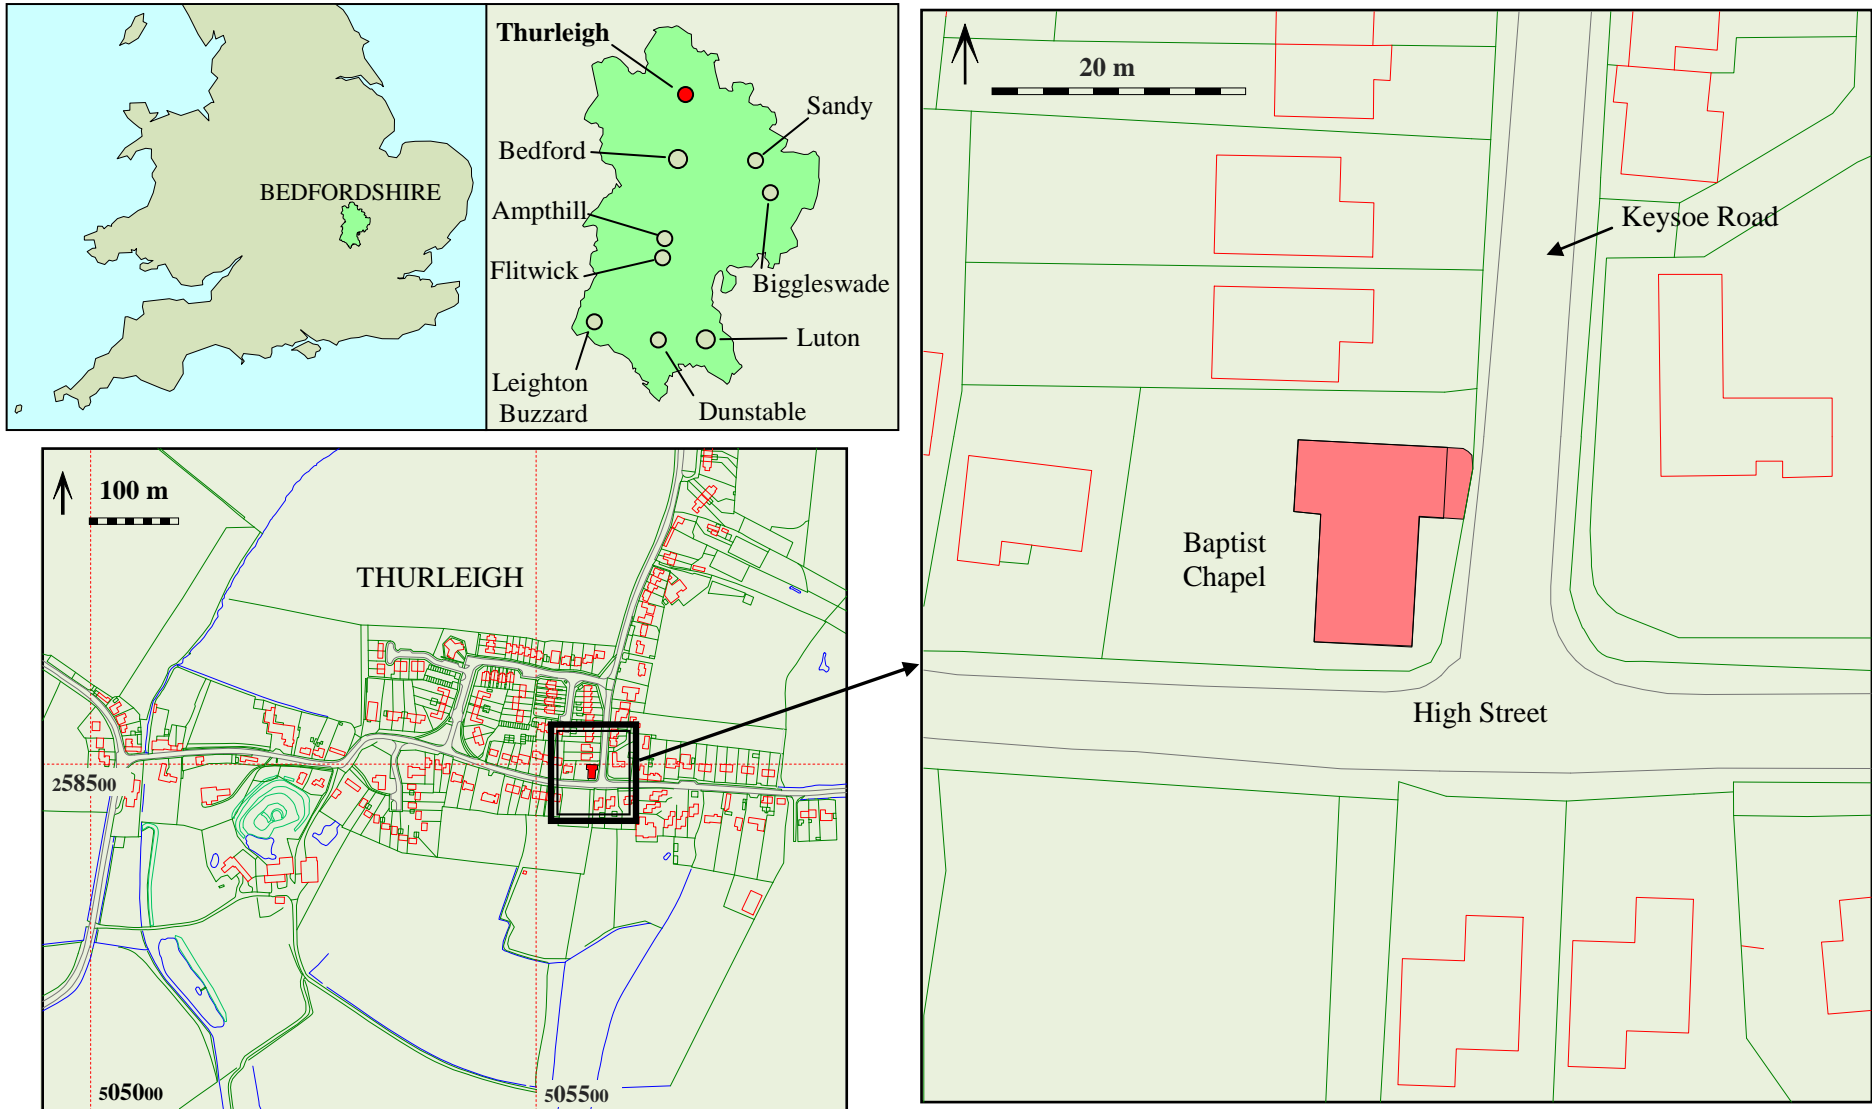 BEDFORDSHIRE
Thurleigh
Sandy
Bedford
Ampthill
Flitwick
Biggleswade
Luton
Leighton
Buzzard
Dunstable
100 m
THURLEIGH
258500
505000
505500
20 m
Keysoe Road
Baptist
Chapel
High Street